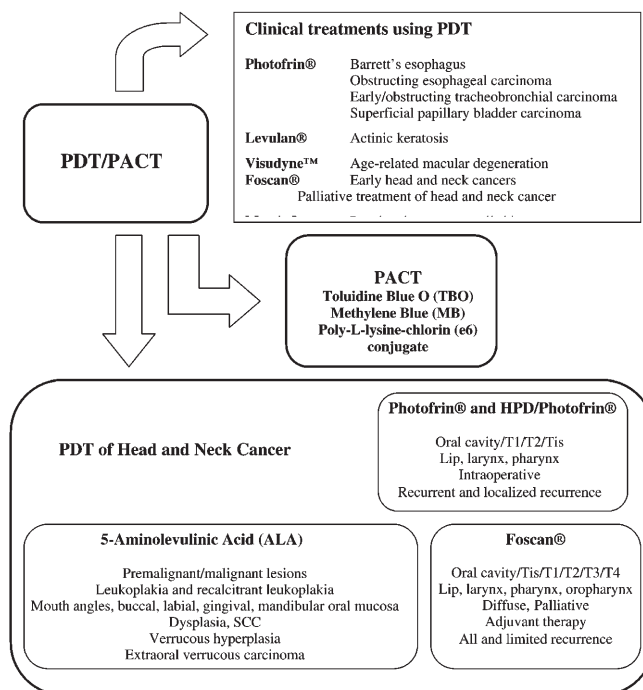 Clinical treatments using PDT
Photofrin® Barrett's esophagus
Obstructing esophageal carcinoma
Early/obstructing tracheobronchial carcinoma
Superficial papillary bladder carcinoma
Levulan® Actinic keratosis
Visudyne™ Age-related macular degeneration
Foscan® Early head and neck cancers
Palliative treatment of head and neck cancer
PDT/PACT
PACT
Toluidine Blue O (TBO)
Methylene Blue (MB)
Poly-L-lysine-chlorin (e6)
conjugate
PDT of Head and Neck Cancer
Photofrin® and HPD/Photofrin®
Oral cavity/T1/T2/Tis
Lip, larynx, pharynx
Intraoperative
Recurrent and localized recurrence
5-Aminolevulinic Acid (ALA)
Premalignant/malignant lesions
Leukoplakia and recalcitrant leukoplakia
Mouth angles, buccal, labial, gingival, mandibular oral mucosa
Dysplasia, SCC
Verrucous hyperplasia
Extraoral verrucous carcinoma
Foscan®
Oral cavity/Tis/T1/T2/T3/T4
Lip, larynx, pharynx, oropharynx
Diffuse, Palliative
Adjuvant therapy
All and limited recurrence